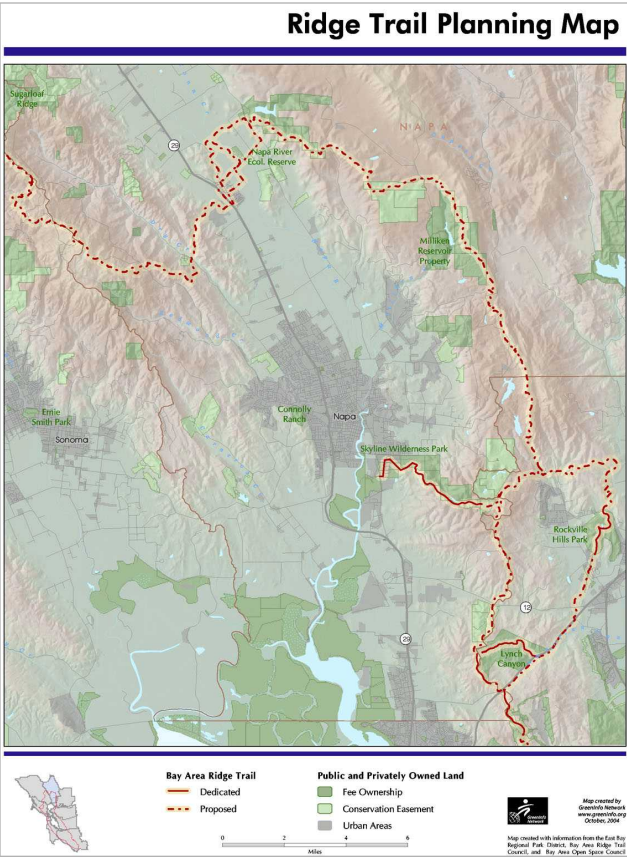 Ridge Trail Planning Map
Sugarloaf
Ridge
29
N A P A
Napa River
Ecol. Reserve
Milliken
Reservoir
Property
Ernie
Smith Park
Sonoma
Connolly
Ranch
Napa
Skyline Wilderness Park
Rockville
Hills Park
12
29
Lynch
Canyon
Bay Area Ridge Trail
Dedicated
Proposed
Public and Privately Owned Land
Fee Ownership
Conservation Easement
Urban Areas
0 2 4 6
Miles
GreenInfo
Network
Map created by
GreenInfo Network
www.greeninfo.org
October, 2004
Map created with information from the East Bay
Regional Park District, Bay Area Ridge Trail
Council, and Bay Area Open Space Council